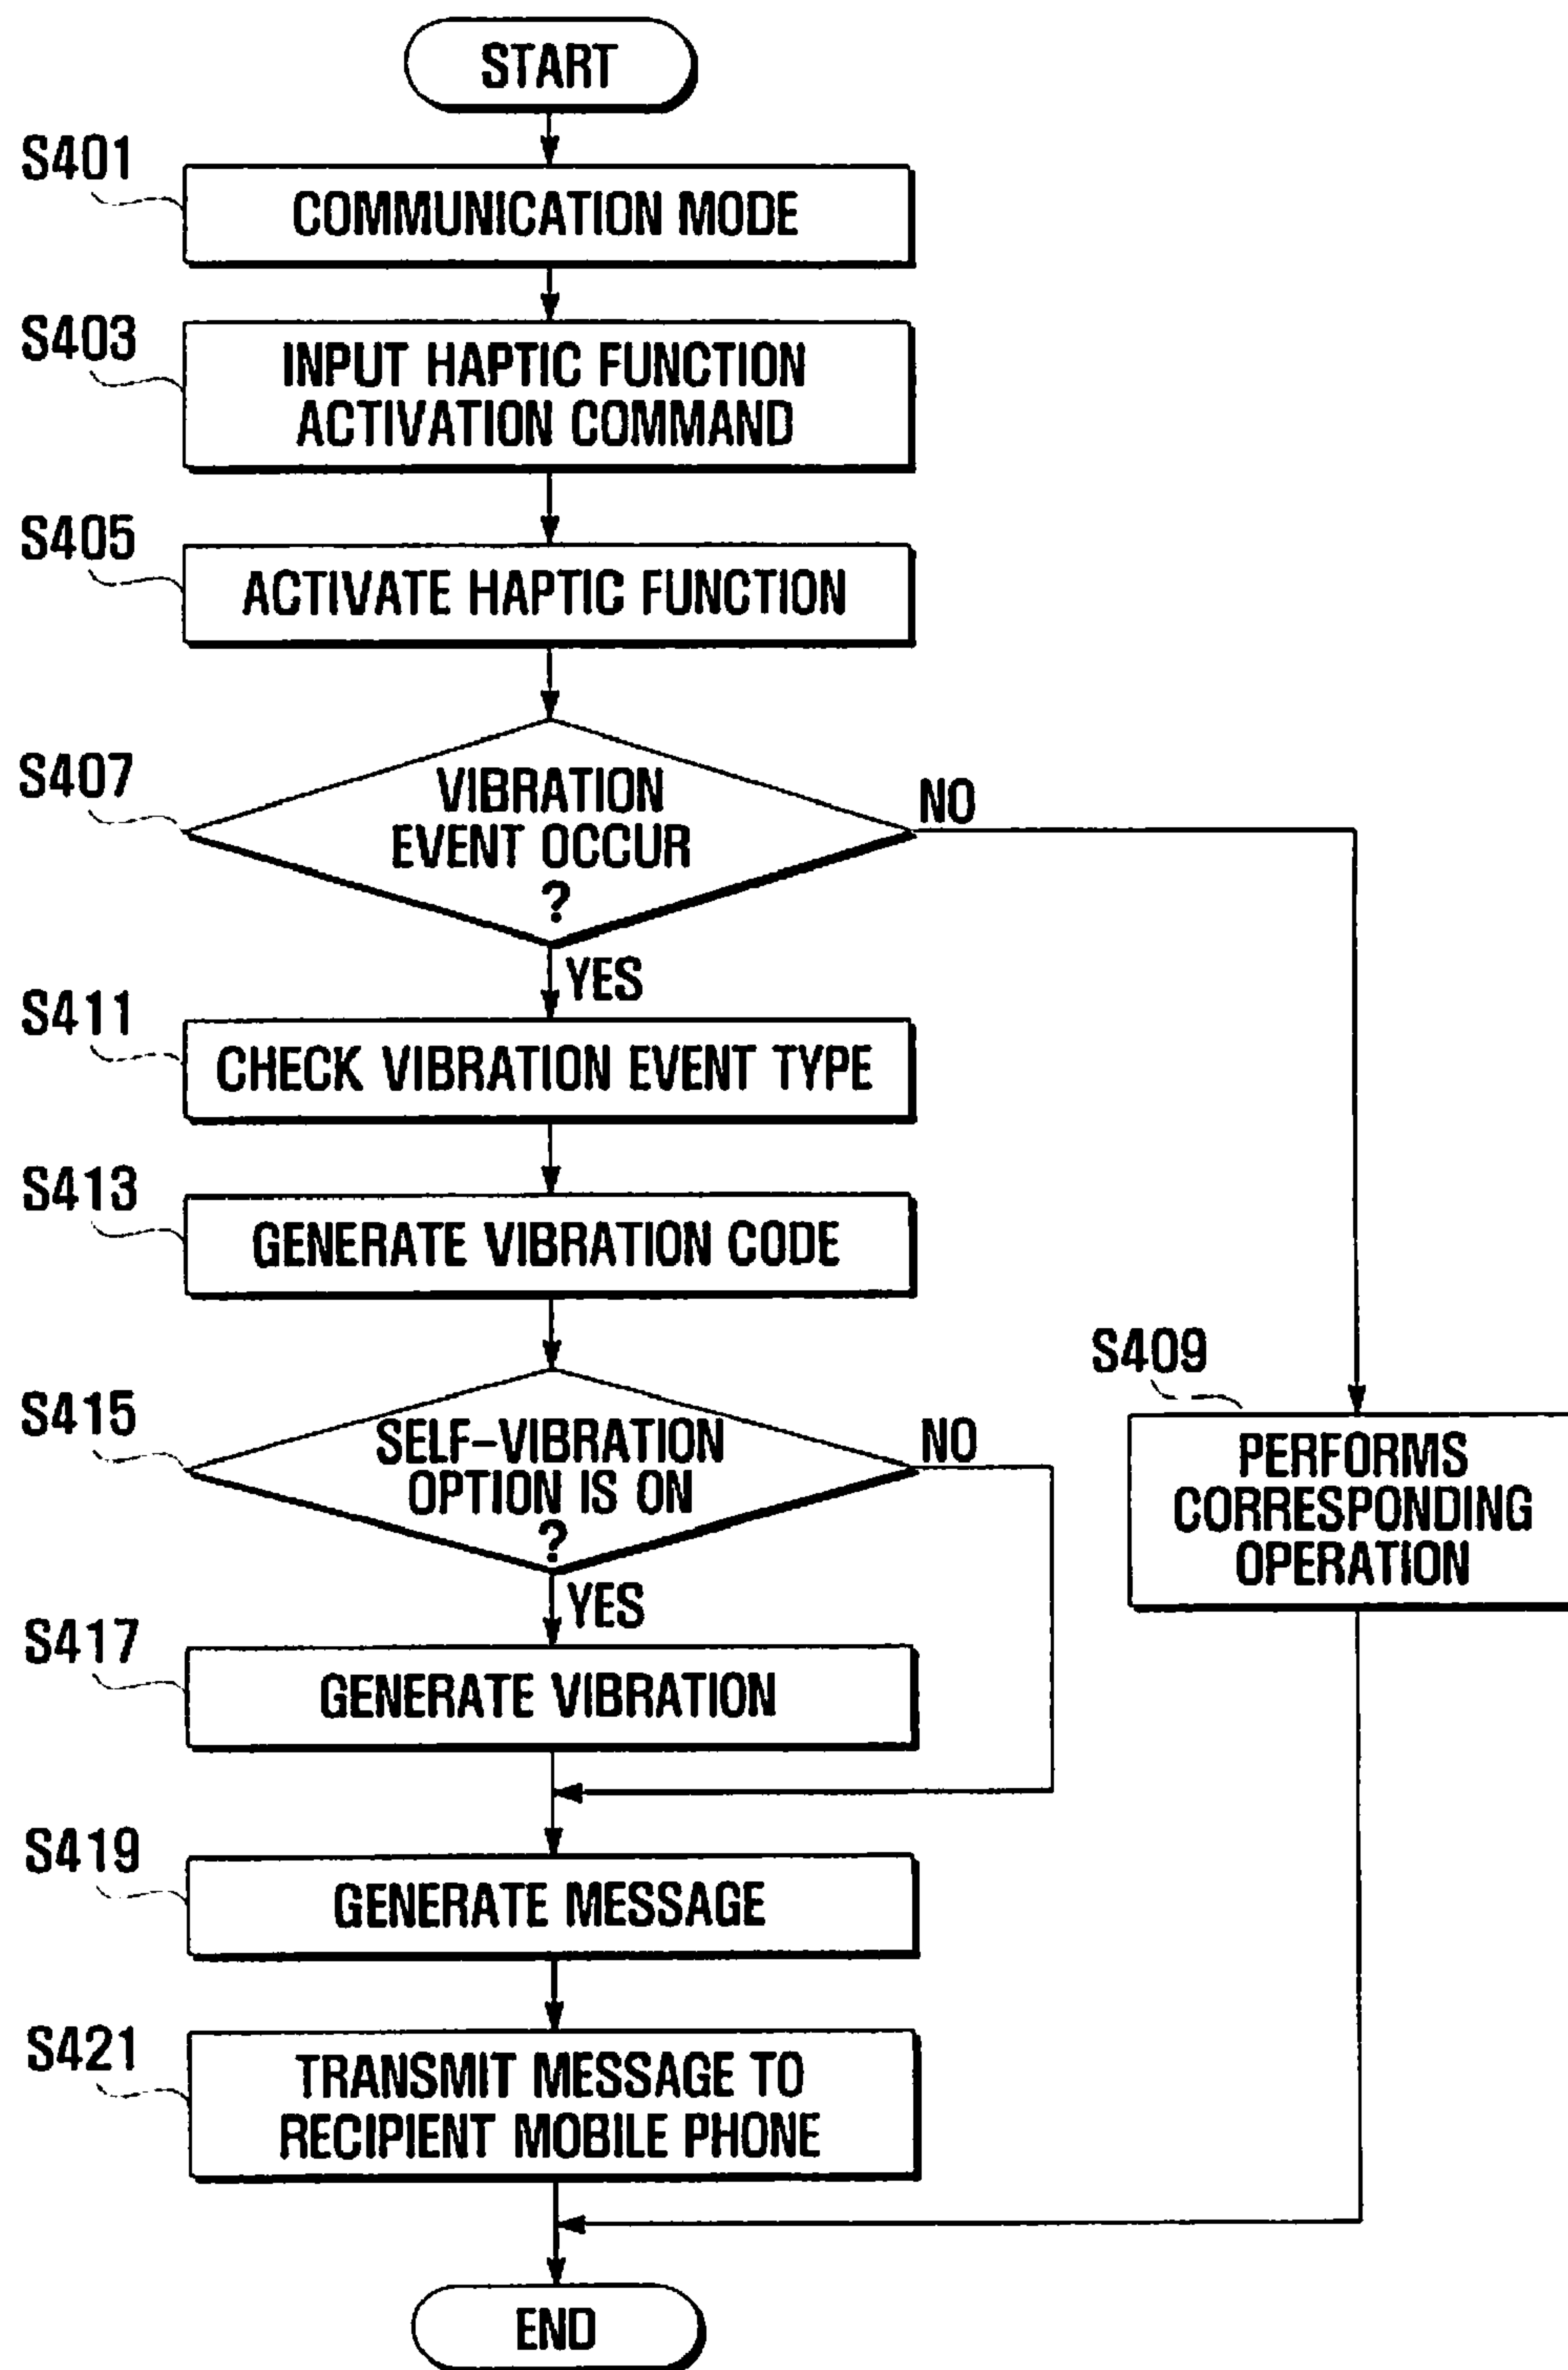 START
S401
COMMUNICATION MODE
S403
INPUT HAPTIC FUNCTION
ACTIVATION COMMAND
S405
ACTIVATE HAPTIC FUNCTION
S407
VIBRATION
EVENT OCCUR
?
NO
YES
S411
CHECK VIBRATION EVENT TYPE
S413
GENERATE VIBRATION CODE
S409
PERFORMS
CORRESPONDING
OPERATION
S415
SELF-VIBRATION
OPTION IS ON
?
NO
YES
S417
GENERATE VIBRATION
S419
GENERATE MESSAGE
S421
TRANSMIT MESSAGE TO
RECIPIENT MOBILE PHONE
END